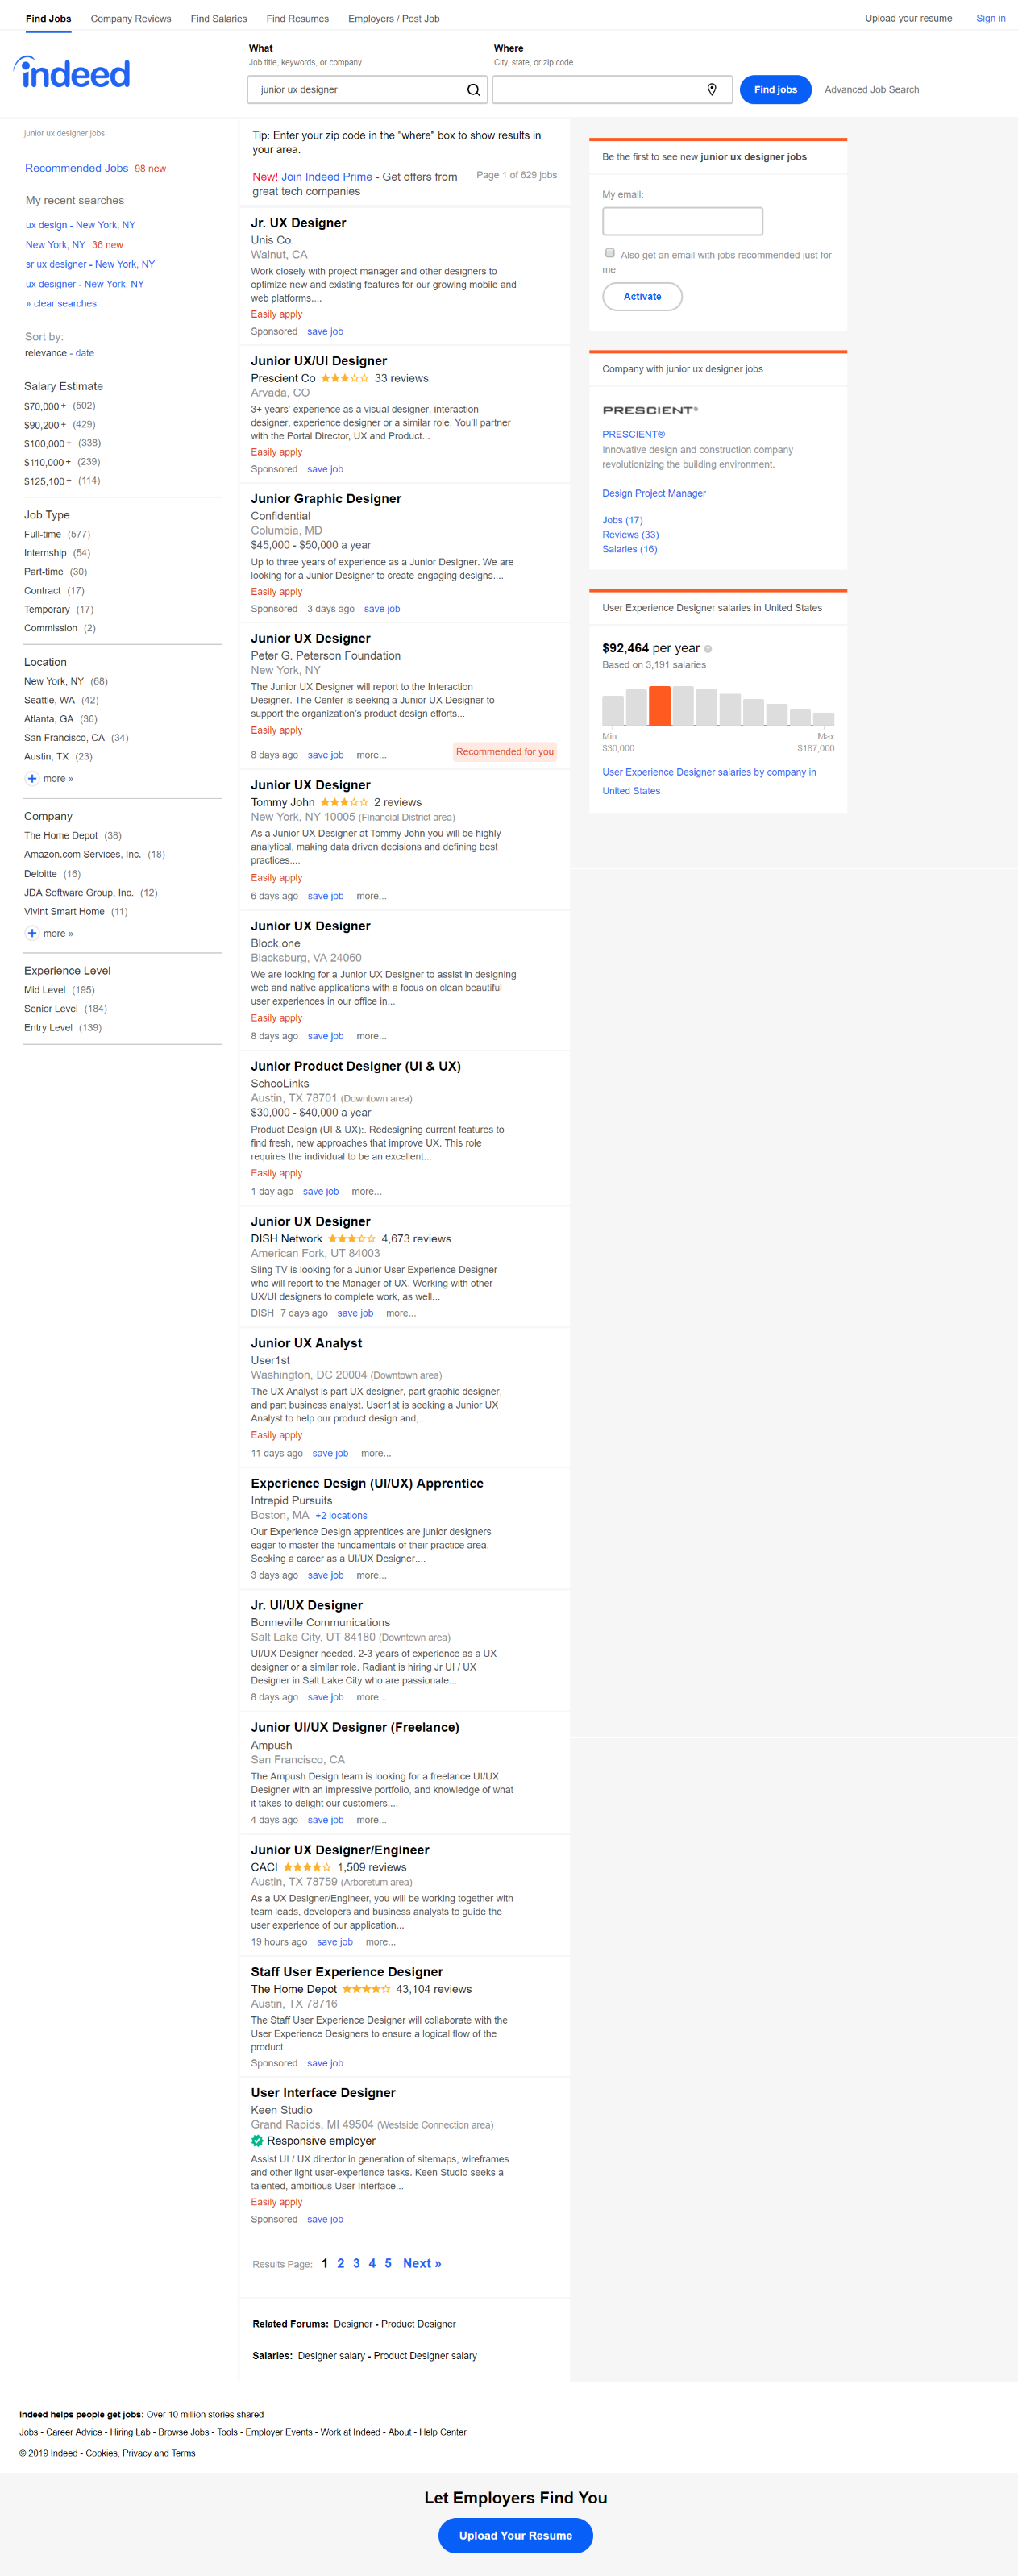 Find Jobs Company Reviews Find Salaries Find Resumes Employers / Post Job Upload your resume Sign in
indeed
What
Job title, keywords, or company
Where
City, state, or zip code
junior ux designer
Find jobs
Advanced Job Search
junior ux designer jobs
Recommended Jobs 98 new
My recent searches
ux design - New York, NY
New York, NY 36 new
sr ux designer - New York, NY
ux designer - New York, NY
» clear searches
Sort by:
relevance - date
Salary Estimate
$70,000+ (502)
$90,200+ (429)
$100,000+ (338)
$110,000+ (239)
$125,100+ (114)
Job Type
Full-time (577)
Internship (54)
Part-time (30)
Contract (17)
Temporary (17)
Commission (2)
Location
New York, NY (68)
Seattle, WA (42)
Atlanta, GA (36)
San Francisco, CA (34)
Austin, TX (23)
+ more »
Company
The Home Depot (38)
Amazon.com Services, Inc. (18)
Deloitte (16)
JDA Software Group, Inc. (12)
Vivint Smart Home (11)
+ more »
Experience Level
Mid Level (195)
Senior Level (184)
Entry Level (139)
Tip: Enter your zip code in the "where" box to show results in
your area.
New! Join Indeed Prime - Get offers from
great tech companies
Page 1 of 629 jobs
Jr. UX Designer
Unis Co.
Walnut, CA
Work closely with project manager and other designers to
optimize new and existing features for our growing mobile and
web platforms....
Easily apply
Sponsored save job
Junior UX/UI Designer
Prescient Co 33 reviews
Arvada, CO
3+ years' experience as a visual designer, interaction
designer, experience designer or a similar role. You'll partner
with the Portal Director, UX and Product...
Easily apply
Sponsored save job
Junior Graphic Designer
Confidential
Columbia, MD
$45,000 - $50,000 a year
Up to three years of experience as a Junior Designer. We are
looking for a Junior Designer to create engaging designs....
Easily apply
Sponsored 3 days ago save job
Junior UX Designer
Peter G. Peterson Foundation
New York, NY
The Junior UX Designer will report to the Interaction
Designer. The Center is seeking a Junior UX Designer to
support the organization's product design efforts...
Easily apply
8 days ago save job more...
Recommended for you
Junior UX Designer
Tommy John 2 reviews
New York, NY 10005 (Financial District area)
As a Junior UX Designer at Tommy John you will be highly
analytical, making data driven decisions and defining best
practices....
Easily apply
6 days ago save job more...
Junior UX Designer
Block.one
Blacksburg, VA 24060
We are looking for a Junior UX Designer to assist in designing
web and native applications with a focus on clean beautiful
user experiences in our office in...
Easily apply
8 days ago save job more...
Junior Product Designer (UI & UX)
SchooLinks
Austin, TX 78701 (Downtown area)
$30,000 - $40,000 a year
Product Design (UI & UX):. Redesigning current features to
find fresh, new approaches that improve UX. This role
requires the individual to be an excellent...
Easily apply
1 day ago save job more...
Junior UX Designer
DISH Network 4,673 reviews
American Fork, UT 84003
Sling TV is looking for a Junior User Experience Designer
who will report to the Manager of UX. Working with other
UX/UI designers to complete work, as well...
DISH 7 days ago save job more...
Junior UX Analyst
User1st
Washington, DC 20004 (Downtown area)
The UX Analyst is part UX designer, part graphic designer,
and part business analyst. User1st is seeking a Junior UX
Analyst to help our product design and,...
Easily apply
11 days ago save job more...
Experience Design (UI/UX) Apprentice
Intrepid Pursuits
Boston, MA +2 locations
Our Experience Design apprentices are junior designers
eager to master the fundamentals of their practice area.
Seeking a career as a UI/UX Designer....
3 days ago save job more...
Jr. UI/UX Designer
Bonneville Communications
Salt Lake City, UT 84180 (Downtown area)
UI/UX Designer needed. 2-3 years of experience as a UX
designer or a similar role. Radiant is hiring Jr UI / UX
Designer in Salt Lake City who are passionate...
8 days ago save job more...
Junior UI/UX Designer (Freelance)
Ampush
San Francisco, CA
The Ampush Design team is looking for a freelance UI/UX
Designer with an impressive portfolio, and knowledge of what
it takes to delight our customers....
4 days ago save job more...
Junior UX Designer/Engineer
CACI 1,509 reviews
Austin, TX 78759 (Arboretum area)
As a UX Designer/Engineer, you will be working together with
team leads, developers and business analysts to guide the
user experience of our application...
19 hours ago save job more...
Staff User Experience Designer
The Home Depot 43,104 reviews
Austin, TX 78716
The Staff User Experience Designer will collaborate with the
User Experience Designers to ensure a logical flow of the
product....
Sponsored save job
User Interface Designer
Keen Studio
Grand Rapids, MI 49504 (Westside Connection area)
Responsive employer
Assist UI / UX director in generation of sitemaps, wireframes
and other light user-experience tasks. Keen Studio seeks a
talented, ambitious User Interface...
Easily apply
Sponsored save job
Results Page: 1 2 3 4 5 Next »
Related Forums: Designer - Product Designer
Salaries: Designer salary - Product Designer salary
Be the first to see new junior ux designer jobs
My email:
Also get an email with jobs recommended just for
me
Activate
Company with junior ux designer jobs
PRESCIENT®
PRESCIENT®
Innovative design and construction company
revolutionizing the building environment.
Design Project Manager
Jobs (17)
Reviews (33)
Salaries (16)
User Experience Designer salaries in United States
$92,464 per year
Based on 3,191 salaries
Min Max
$30,000 $187,000
User Experience Designer salaries by company in
United States
Indeed helps people get jobs: Over 10 million stories shared
Jobs - Career Advice - Hiring Lab - Browse Jobs - Tools - Employer Events - Work at Indeed - About - Help Center
© 2019 Indeed - Cookies, Privacy and Terms
Let Employers Find You
Upload Your Resume